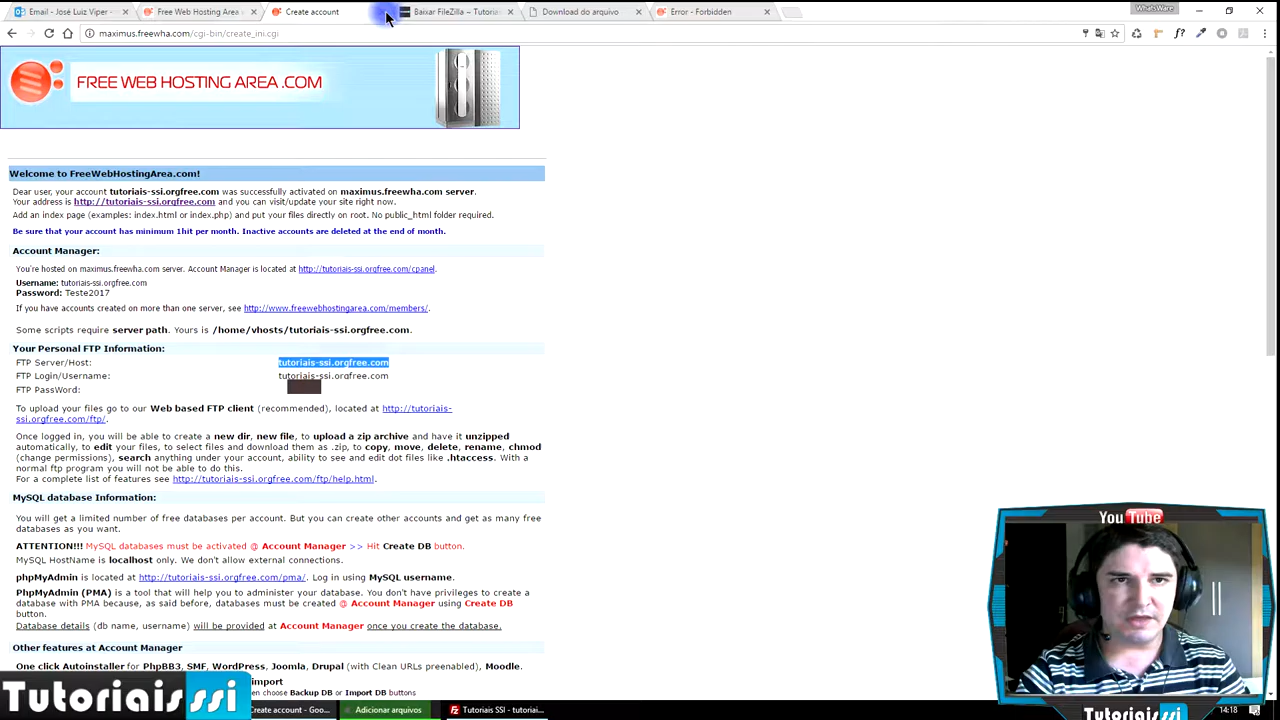 Email - José Luiz Viper -
Free Web Hosting Area
Create account
Baixar FileZilla – Tutoria
Download do arquivo
Error - Forbidden
WhatsWare
maximus.freewha.com/cgi-bin/create_ini.cgi
FREE WEB HOSTING AREA .COM
Welcome to FreeWebHostingArea.com!
Dear user, your account tutoriais-ssi.orgfree.com was successfully activated on maximus.freewha.com server.
Your address is http://tutoriais-ssi.orgfree.com and you can visit/update your site right now.
Add an index page (examples: index.html or index.php) and put your files directly on root. No public_html folder required.
Be sure that your account has minimum 1hit per month. Inactive accounts are deleted at the end of month.
Account Manager:
You're hosted on maximus.freewha.com server. Account Manager is located at http://tutoriais-ssi.orgfree.com/cpanel.
Username: tutoriais-ssi.orgfree.com
Password: Teste2017
If you have accounts created on more than one server, see http://www.freewebhostingarea.com/members/.
Some scripts require server path. Yours is /home/vhosts/tutoriais-ssi.orgfree.com.
Your Personal FTP Information:
FTP Server/Host: tutoriais-ssi.orgfree.com
FTP Login/Username: tutoriais-ssi.orgfree.com
FTP PassWord:
To upload your files go to our Web based FTP client (recommended), located at http://tutoriais-
ssi.orgfree.com/ftp/.
Once logged in, you will be able to create a new dir, new file, to upload a zip archive and have it unzipped
automatically, to edit your files, to select files and download them as .zip, to copy, move, delete, rename, chmod
(change permissions), search anything under your account, ability to see and edit dot files like .htaccess. With a
normal ftp program you will not be able to do this.
For a complete list of features see http://tutoriais-ssi.orgfree.com/ftp/help.html.
MySQL database Information:
You will get a limited number of free databases per account. But you can create other accounts and get as many free
databases as you want.
ATTENTION!!! MySQL databases must be activated @ Account Manager >> Hit Create DB button.
MySQL HostName is localhost only. We don't allow external connections.
phpMyAdmin is located at http://tutoriais-ssi.orgfree.com/pma/. Log in using MySQL username.
PhpMyAdmin (PMA) is a tool that will help you to administer your database. You don't have privileges to create a
database with PMA because, as said before, databases must be created @ Account Manager using Create DB
button.
Database details (db name, username) will be provided at Account Manager once you create the database.
Other features at Account Manager
One click Autoinstaller for PhpBB3, SMF, WordPress, Joomla, Drupal (with Clean URLs preenabled), Moodle.
import
then choose Backup DB or Import DB buttons
YouTube
Tutoriais ssi
Tutoriais ssi
Create account - Goo...
Adicionar arquivos
Tutoriais SSI - tutoriai...
14:18